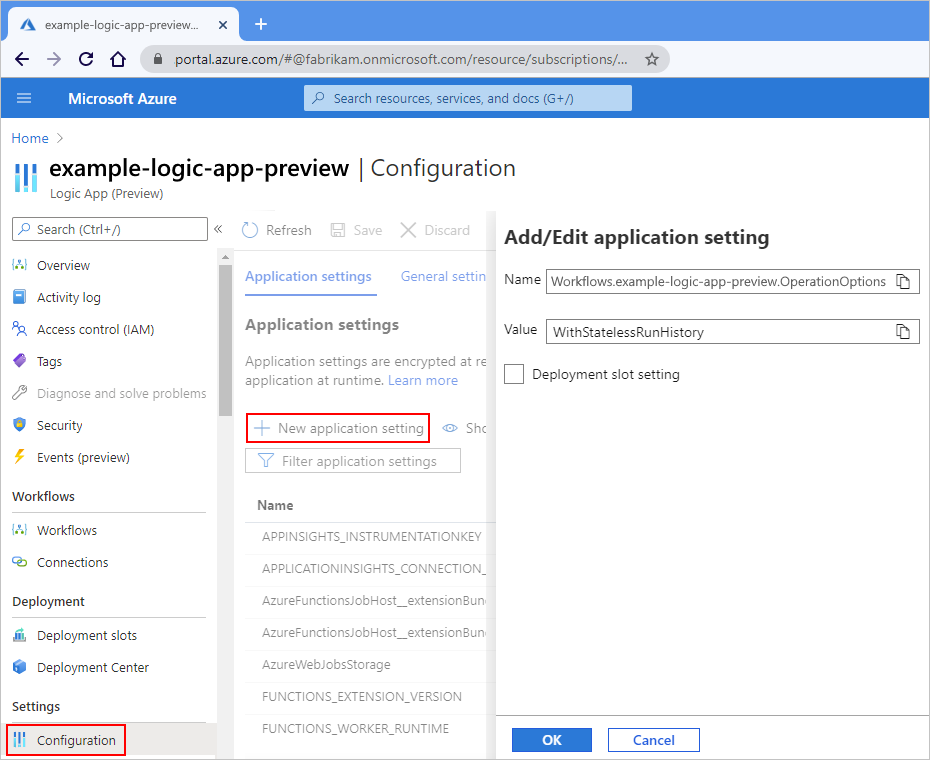 example-logic-app-preview...
portal.azure.com/#@fabrikam.onmicrosoft.com/resource/subscriptions/...
Microsoft Azure
Search resources, services, and docs (G+/)
Home
example-logic-app-preview | Configuration
Logic App (Preview)
Search (Ctrl+/)
«
Overview
Activity log
Access control (IAM)
Tags
Diagnose and solve problems
Security
Events (preview)
Workflows
Workflows
Connections
Deployment
Deployment slots
Deployment Center
Settings
Configuration
Refresh
Save
Discard
Application settings
General settin
Application settings
Application settings are encrypted at re
application at runtime. Learn more
New application setting
Sho
Filter application settings
Name
APPINSIGHTS_INSTRUMENTATIONKEY
APPLICATIONINSIGHTS_CONNECTION_
AzureFunctionsJobHost__extensionBun
AzureFunctionsJobHost__extensionBun
AzureWebJobsStorage
FUNCTIONS_EXTENSION_VERSION
FUNCTIONS_WORKER_RUNTIME
Add/Edit application setting
Name
Workflows.example-logic-app-preview.OperationOptions
Value
WithStatelessRunHistory
Deployment slot setting
OK
Cancel